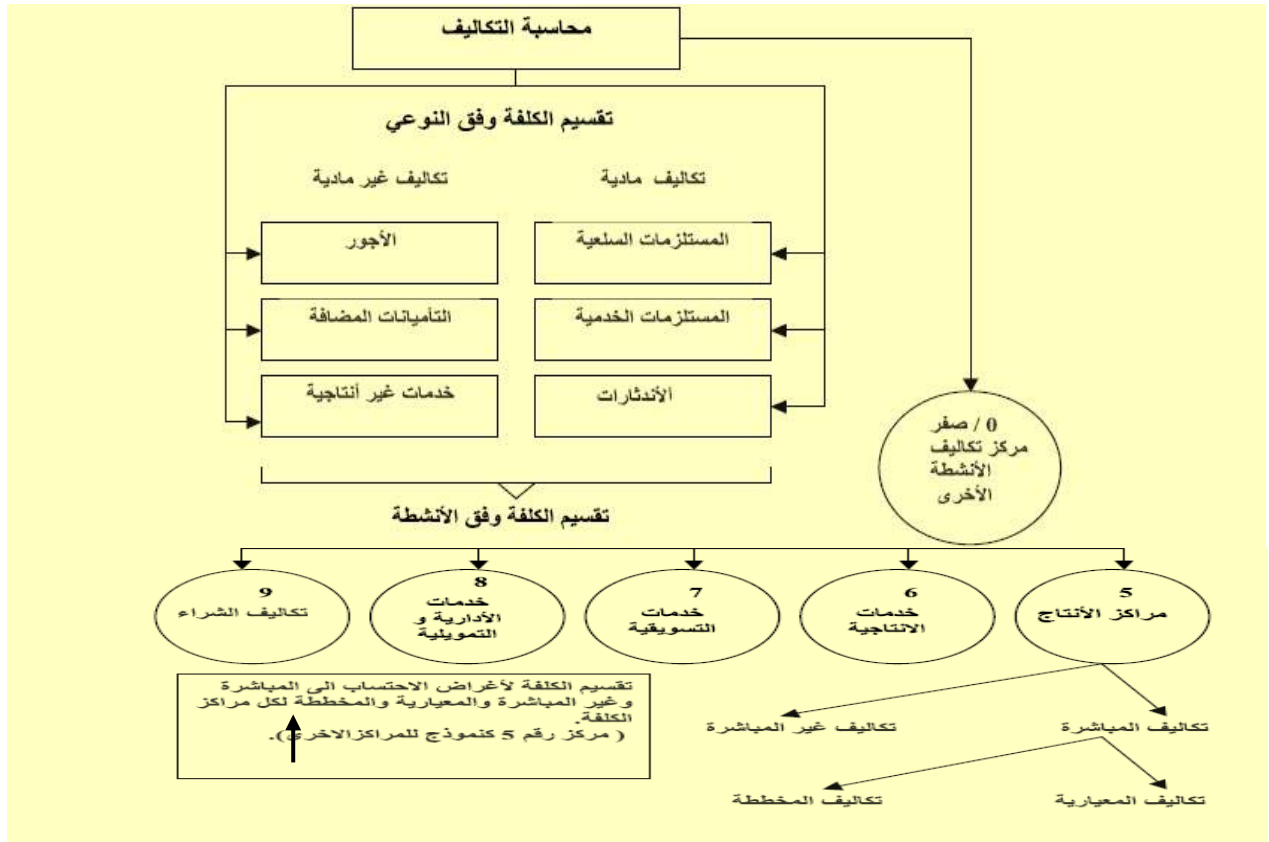 محاسبة التكاليف
تقسيم الكلفة وفق النوعي
تكاليف مادية
تكاليف غير مادية
المستلزمات السلعية
الأجور
المستلزمات الخدمية
التأميانات المضافة
الأندثارات
خدمات غير أنتاجية
0 / صفر
مركز تكاليف
الأنشطة
الأخرى
تقسيم الكلفة وفق الأنشطة
5
مراكز الأنتاج
6
خدمات
الانتاجية
7
خدمات
التسويقية
8
خدمات
الأدارية و
التمويلية
9
تكاليف الشراء
تقسيم الكلفة لأغراض الاحتساب الى المباشرة
وغير المباشرة والمعيارية والمخططة لكل مراكز
الكلفة.
( مركز رقم 5 كنموذج للمراكزالاخرى).
تكاليف المباشرة
تكاليف غير المباشرة
تكاليف المعيارية
تكاليف المخططة